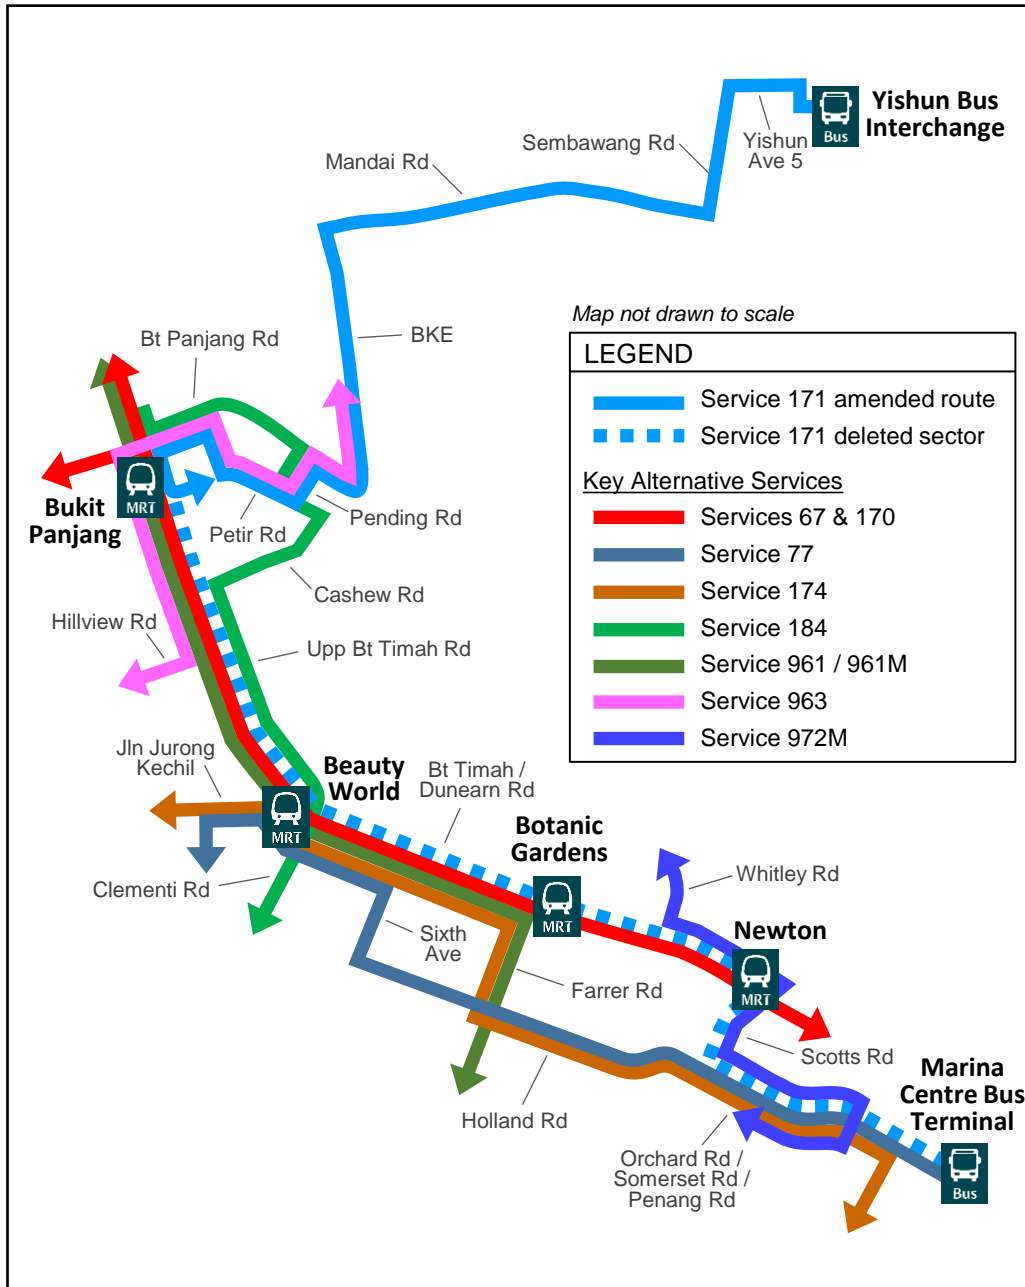 Yishun Bus
Interchange
Bus
Yishun
Ave 5
Sembawang Rd
Mandai Rd
BKE
Map not drawn to scale
LEGEND
Service 171 amended route
Service 171 deleted sector
Key Alternative Services
Services 67 & 170
Service 77
Service 174
Service 184
Service 961 / 961M
Service 963
Service 972M
Bt Panjang Rd
MRT
Bukit
Panjang
Petir Rd
Pending Rd
Cashew Rd
Hillview Rd
Upp Bt Timah Rd
Jln Jurong
Kechil
Beauty
World
MRT
Bt Timah /
Dunearn Rd
Botanic
Gardens
MRT
Clementi Rd
Sixth
Ave
Whitley Rd
Newton
MRT
Farrer Rd
Scotts Rd
Holland Rd
Orchard Rd /
Somerset Rd /
Penang Rd
Marina
Centre Bus
Terminal
Bus